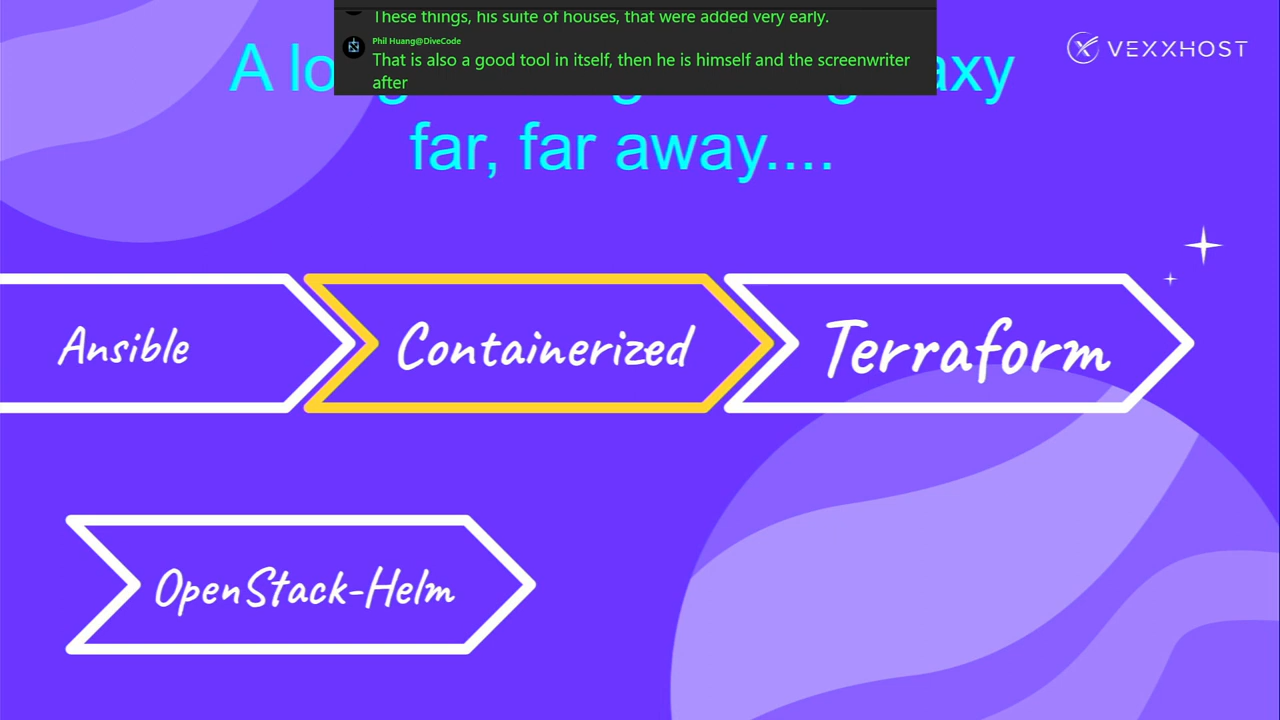 These things, his suite of houses, that were added very early.
Phil Huang@DiveCode
That is also a good tool in itself, then he is himself and the screenwriter
after
VEXXHOST
A lo
axy
far, far away....
Ansible
Containerized
Terraform
OpenStack-Helm